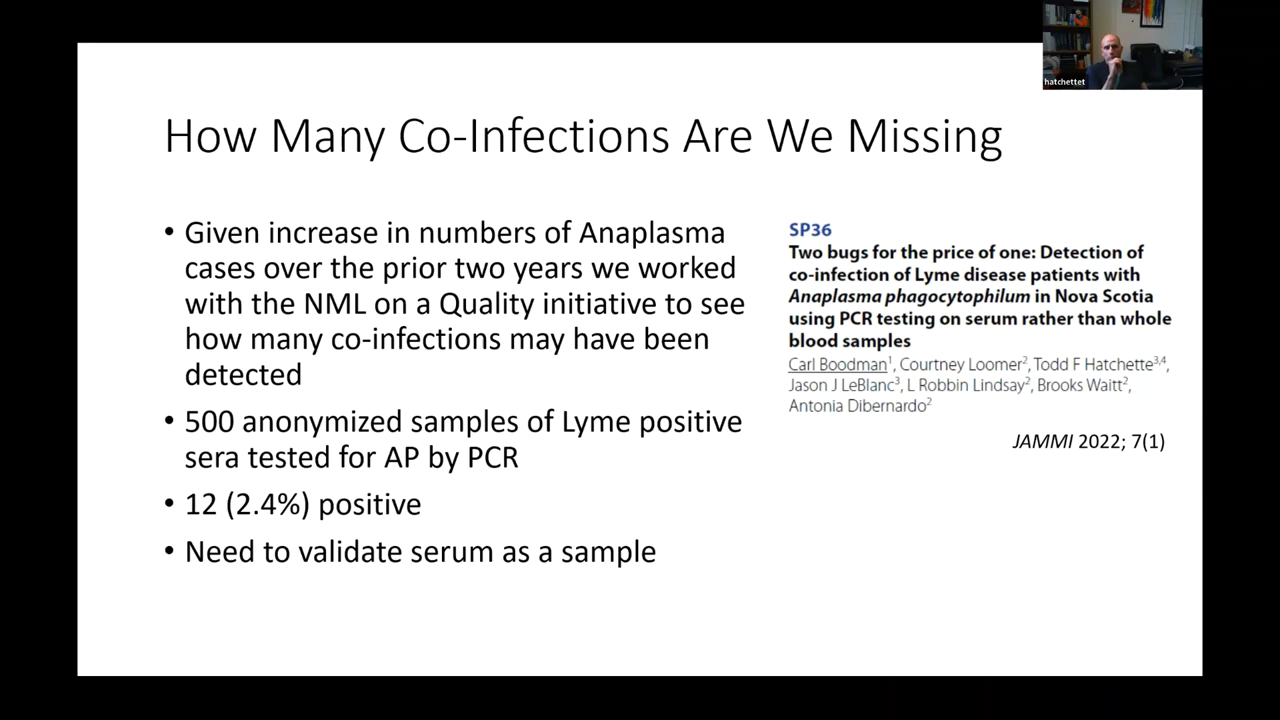 hatchettet
How Many Co-Infections Are We Missing
• Given increase in numbers of Anaplasma
cases over the prior two years we worked
with the NML on a Quality initiative to see
how many co-infections may have been
detected
• 500 anonymized samples of Lyme positive
sera tested for AP by PCR
• 12 (2.4%) positive
• Need to validate serum as a sample
SP36
Two bugs for the price of one: Detection of
co-infection of Lyme disease patients with
Anaplasma phagocytophilum in Nova Scotia
using PCR testing on serum rather than whole
blood samples
Carl Boodman¹, Courtney Loomer², Todd F Hatchette³,⁴,
Jason J LeBlanc³, L Robbin Lindsay², Brooks Waitt²,
Antonia Dibernardo²
JAMMI 2022; 7(1)